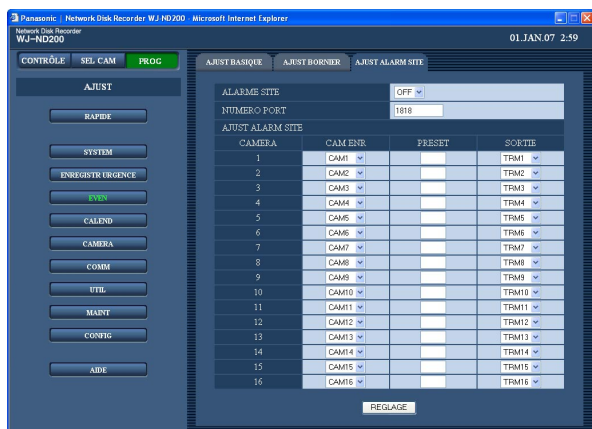 Panasonic | Network Disk Recorder WJ-ND200 - Microsoft Internet Explorer
Network Disk Recorder
WJ-ND200
01.JAN.07 2:59
CONTRÔLE SEL CAM PROG
AJUST BASIQUE AJUST BORNIER AJUST ALARM SITE
AJUST
RAPIDE
SYSTEM
ENREGISTR URGENCE
EVEN
CALEND
CAMERA
COMM
UTIL
MAINT
CONFIG
AIDE
ALARME SITE OFF
NUMERO PORT 1818
AJUST ALARM SITE
CAMERA CAM ENR. PRESET SORTIE
1 CAM1 TRM1
2 CAM2 TRM2
3 CAM3 TRM3
4 CAM4 TRM4
5 CAM5 TRM5
6 CAM6 TRM6
7 CAM7 TRM7
8 CAM8 TRM8
9 CAM9 TRM9
10 CAM10 TRM10
11 CAM11 TRM11
12 CAM12 TRM12
13 CAM13 TRM13
14 CAM14 TRM14
15 CAM15 TRM15
16 CAM16 TRM16
REGLAGE